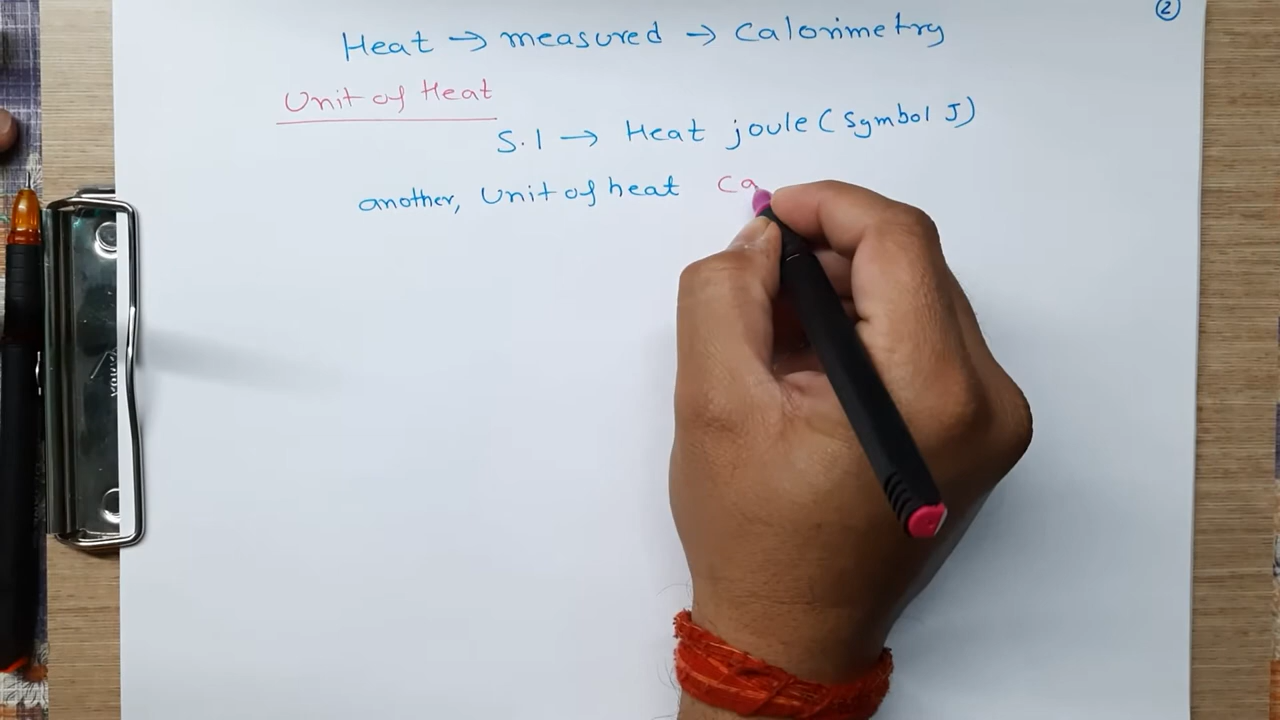 ②
Heat → measured → Calorimetry
Unit of Heat
S.I → Heat joule (Symbol J)
another, Unit of heat Ca